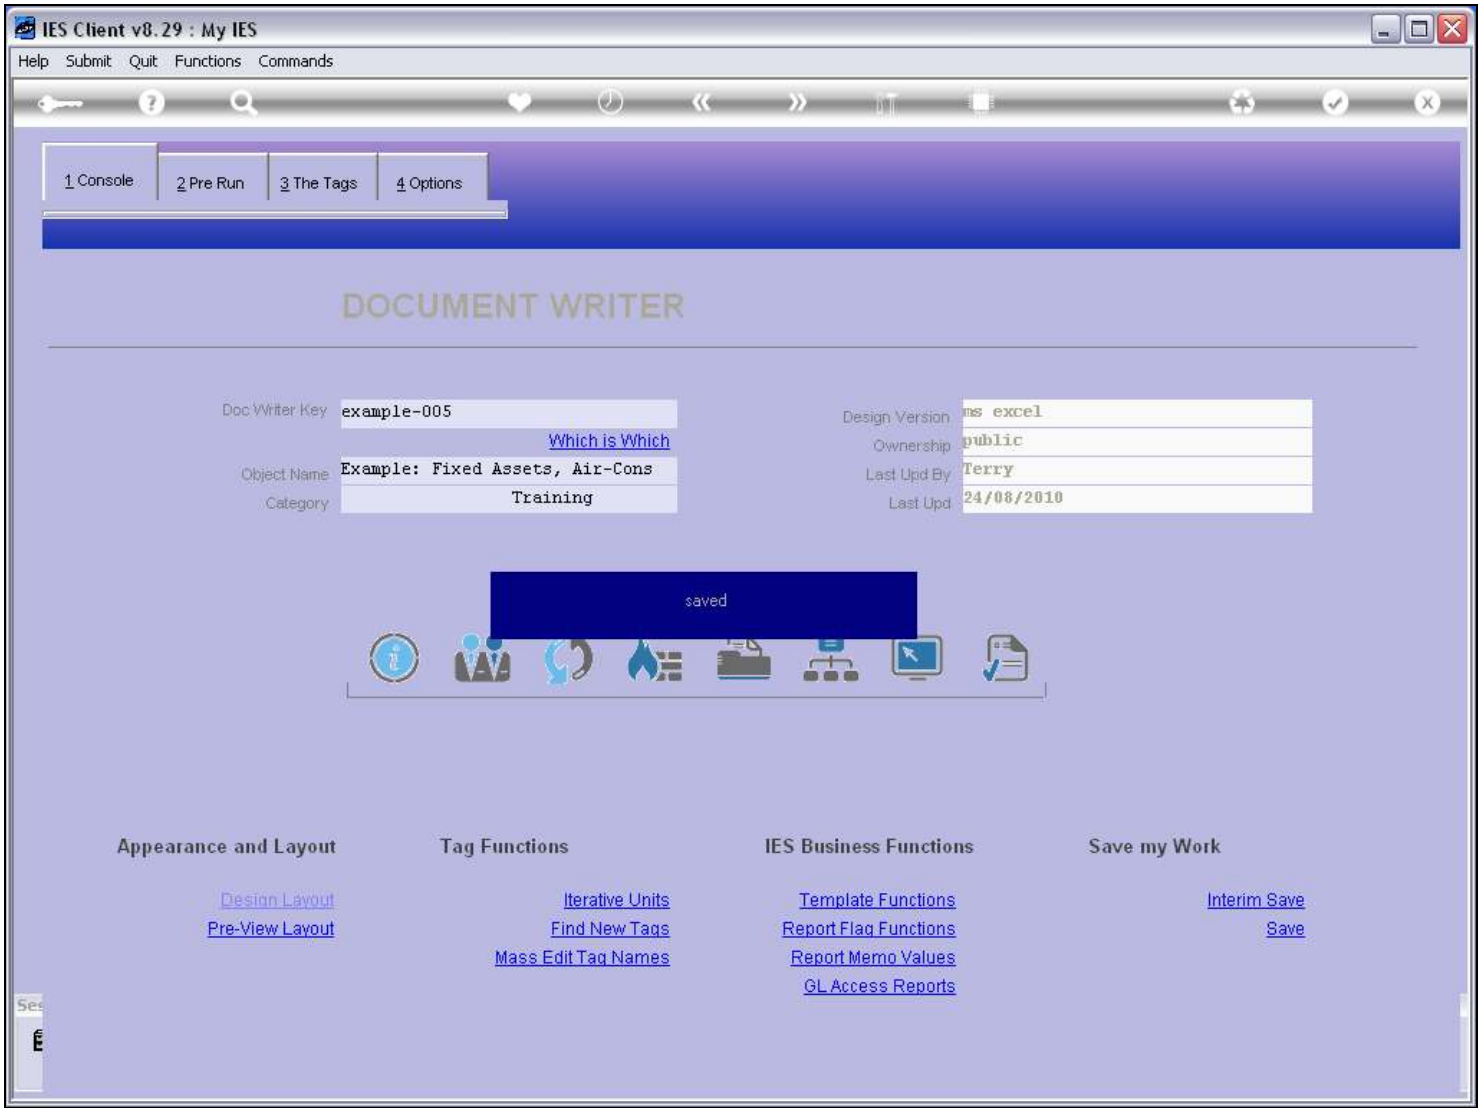 IES Client v8.29 : My IES
Help Submit Quit Functions Commands
1 Console 2 Pre Run 3 The Tags 4 Options
DOCUMENT WRITER
Doc Writer Key example-005
Which is Which
Object Name Example: Fixed Assets, Air-Cons
Category Training
Design Version ms excel
Ownership public
Last Upd By Terry
Last Upd 24/08/2010
saved
Appearance and Layout
Design Layout
Pre-View Layout
Tag Functions
Iterative Units
Find New Tags
Mass Edit Tag Names
IES Business Functions
Template Functions
Report Flag Functions
Report Memo Values
GL Access Reports
Save my Work
Interim Save
Save